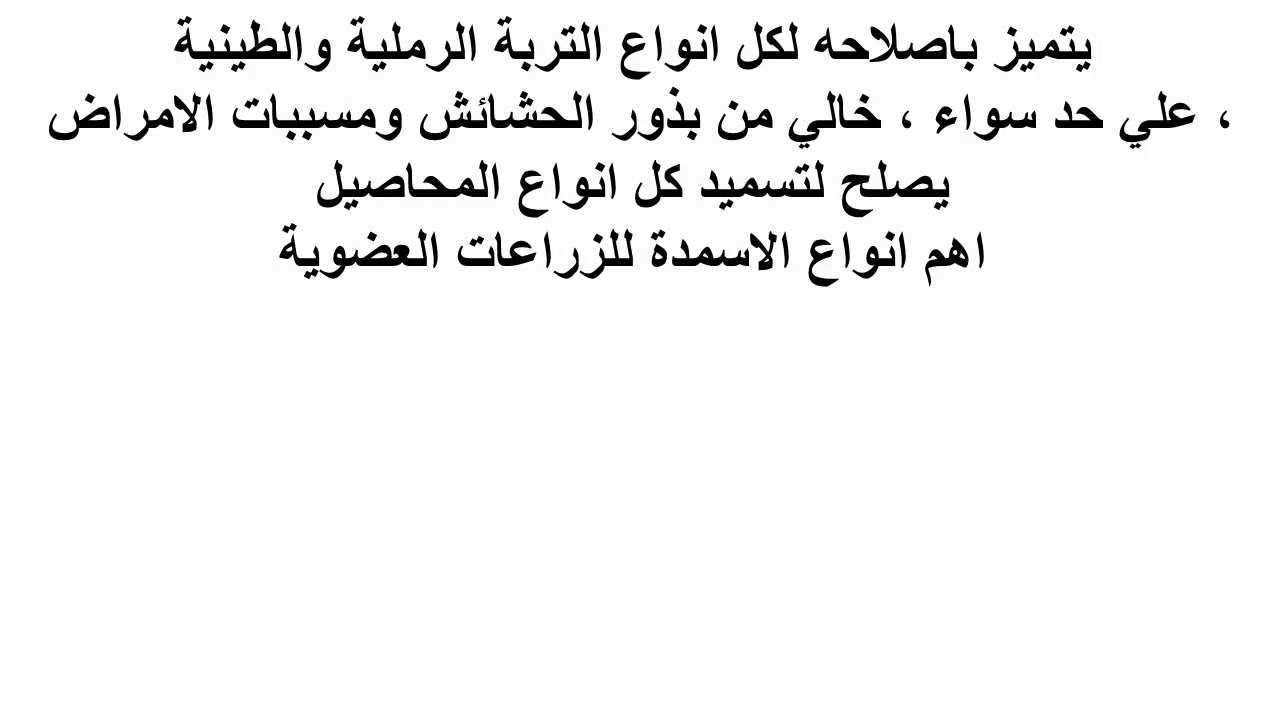 يتميز باصلاحه لكل انواع التربة الرملية والطينية
، علي حد سواء ، خالي من بذور الحشائش ومسببات الامراض
يصلح لتسميد كل انواع المحاصيل
اهم انواع الاسمدة للزراعات العضوية